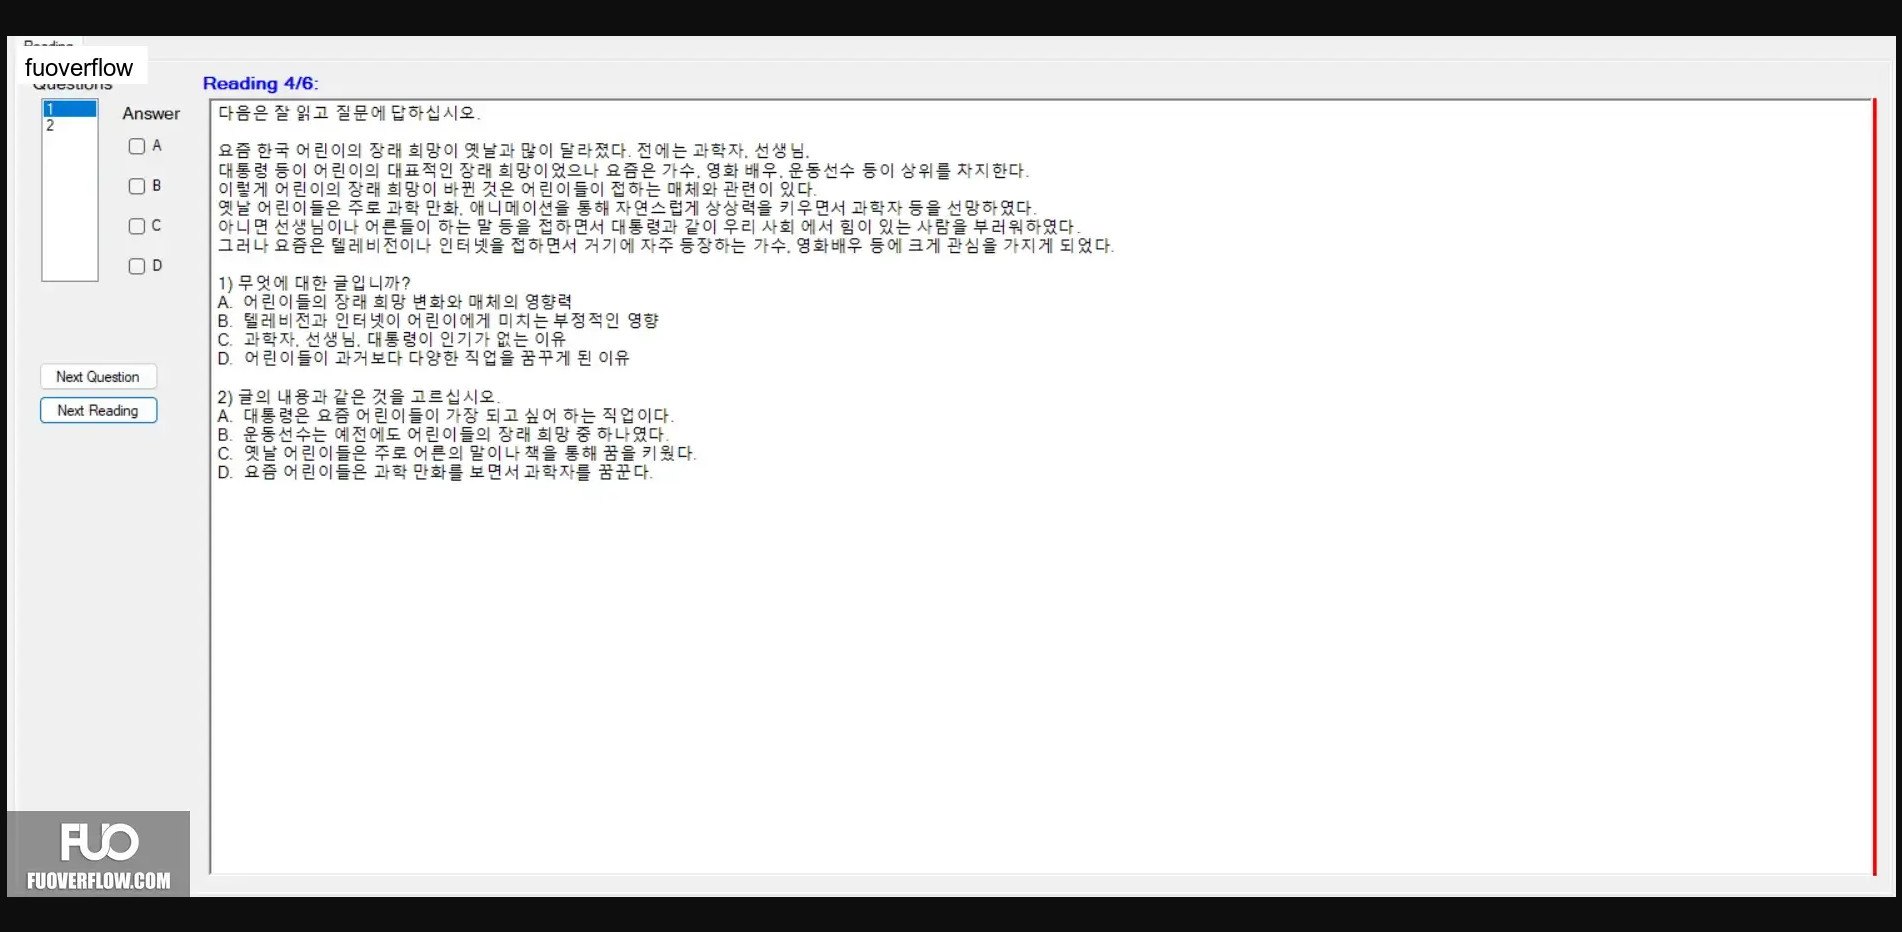 Reading
fuoverflow
Questions
1
2
Answer
A
B
C
D
Next Question
Next Reading
Reading 4/6:
다음은 잘 읽고 질문에 답하십시오.
요즘 한국 어린이의 장래 희망이 옛날과 많이 달라졌다. 전에는 과학자, 선생님,
대통령 등이 어린이의 대표적인 장래 희망이었으나 요즘은 가수, 영화 배우, 운동선수 등이 상위를 차지한다.
이렇게 어린이의 장래 희망이 바뀐 것은 어린이들이 접하는 매체와 관련이 있다.
옛날 어린이들은 주로 과학 만화, 애니메이션을 통해 자연스럽게 상상력을 키우면서 과학자 등을 선망하였다.
아니면 선생님이나 어른들이 하는 말 등을 접하면서 대통령과 같이 우리 사회 에서 힘이 있는 사람을 부러워하였다.
그러나 요즘은 텔레비전이나 인터넷을 접하면서 거기에 자주 등장하는 가수, 영화배우 등에 크게 관심을 가지게 되었다.
1) 무엇에 대한 글입니까?
A. 어린이들의 장래 희망 변화와 매체의 영향력
B. 텔레비전과 인터넷이 어린이에게 미치는 부정적인 영향
C. 과학자, 선생님, 대통령이 인기가 없는 이유
D. 어린이들이 과거보다 다양한 직업을 꿈꾸게 된 이유
2) 글의 내용과 같은 것을 고르십시오.
A. 대통령은 요즘 어린이들이 가장 되고 싶어 하는 직업이다.
B. 운동선수는 예전에도 어린이들의 장래 희망 중 하나였다.
C. 옛날 어린이들은 주로 어른의 말이나 책을 통해 꿈을 키웠다.
D. 요즘 어린이들은 과학 만화를 보면서 과학자를 꿈꾼다.
FUO
FUOVERFLOW.COM